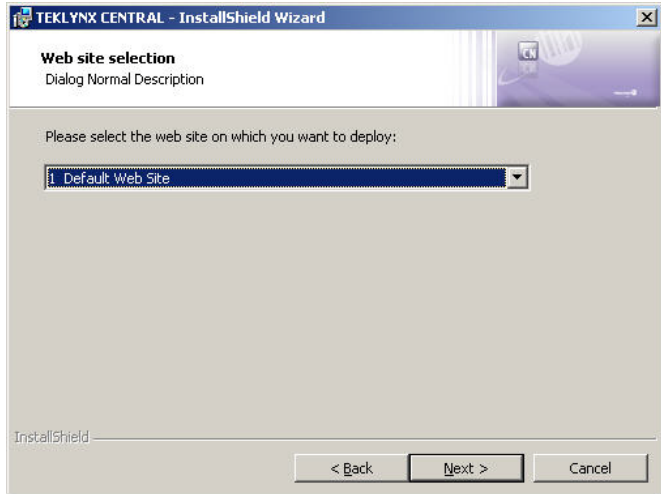 TEKLYNX CENTRAL - InstallShield Wizard
Web site selection
Dialog Normal Description
CN
Please select the web site on which you want to deploy:
1 Default Web Site
InstallShield
< Back
Next >
Cancel